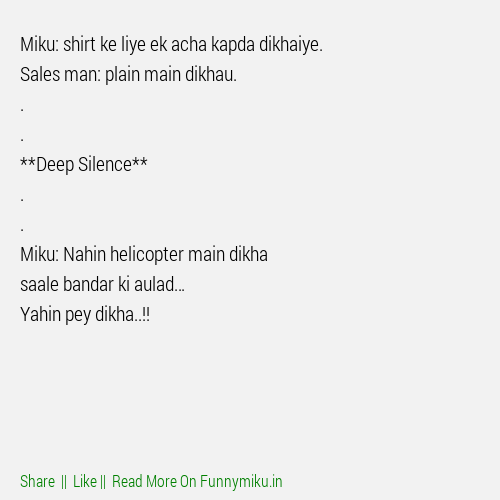 Miku: shirt ke liye ek acha kapda dikhaiye.
Sales man: plain main dikhau.
.
.
**Deep Silence**
.
.
Miku: Nahin helicopter main dikha
saale bandar ki aulad...
Yahin pey dikha..!!
Share || Like || Read More On Funnymiku.in